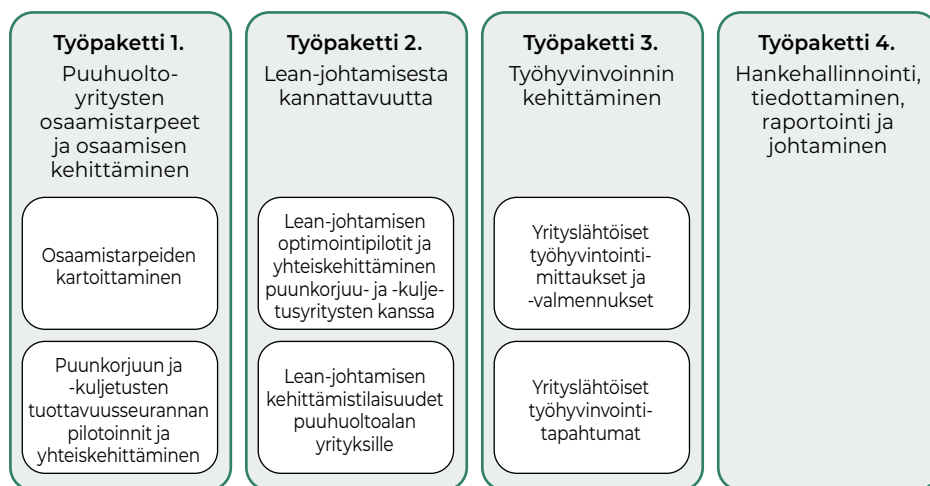 Työpaketti 1.
Puuhuolto-
yritysten
osaamistarpeet
ja osaamisen
kehittäminen
Osaamistarpeiden
kartoittaminen
Puunkorjuun ja
-kuljetusten
tuottavuusseurannan
pilotoinnit ja
yhteiskehittäminen
Työpaketti 2.
Lean-johtamisesta
kannattavuutta
Lean-johtamisen
optimointipilotit ja
yhteiskehittäminen
puunkorjuu- ja -kulje-
tusyritysten kanssa
Lean-johtamisen
kehittämistilaisuudet
puuhuoltoalan
yrityksille
Työpaketti 3.
Työhyvinvoinnin
kehittäminen
Yrityslähtöiset
työhyvintointi-
mittaukset ja
-valmennukset
Yrityslähtöiset
työhyvinvointi-
tapahtumat
Työpaketti 4.
Hankehallinnointi,
tiedottaminen,
raportointi ja
johtaminen